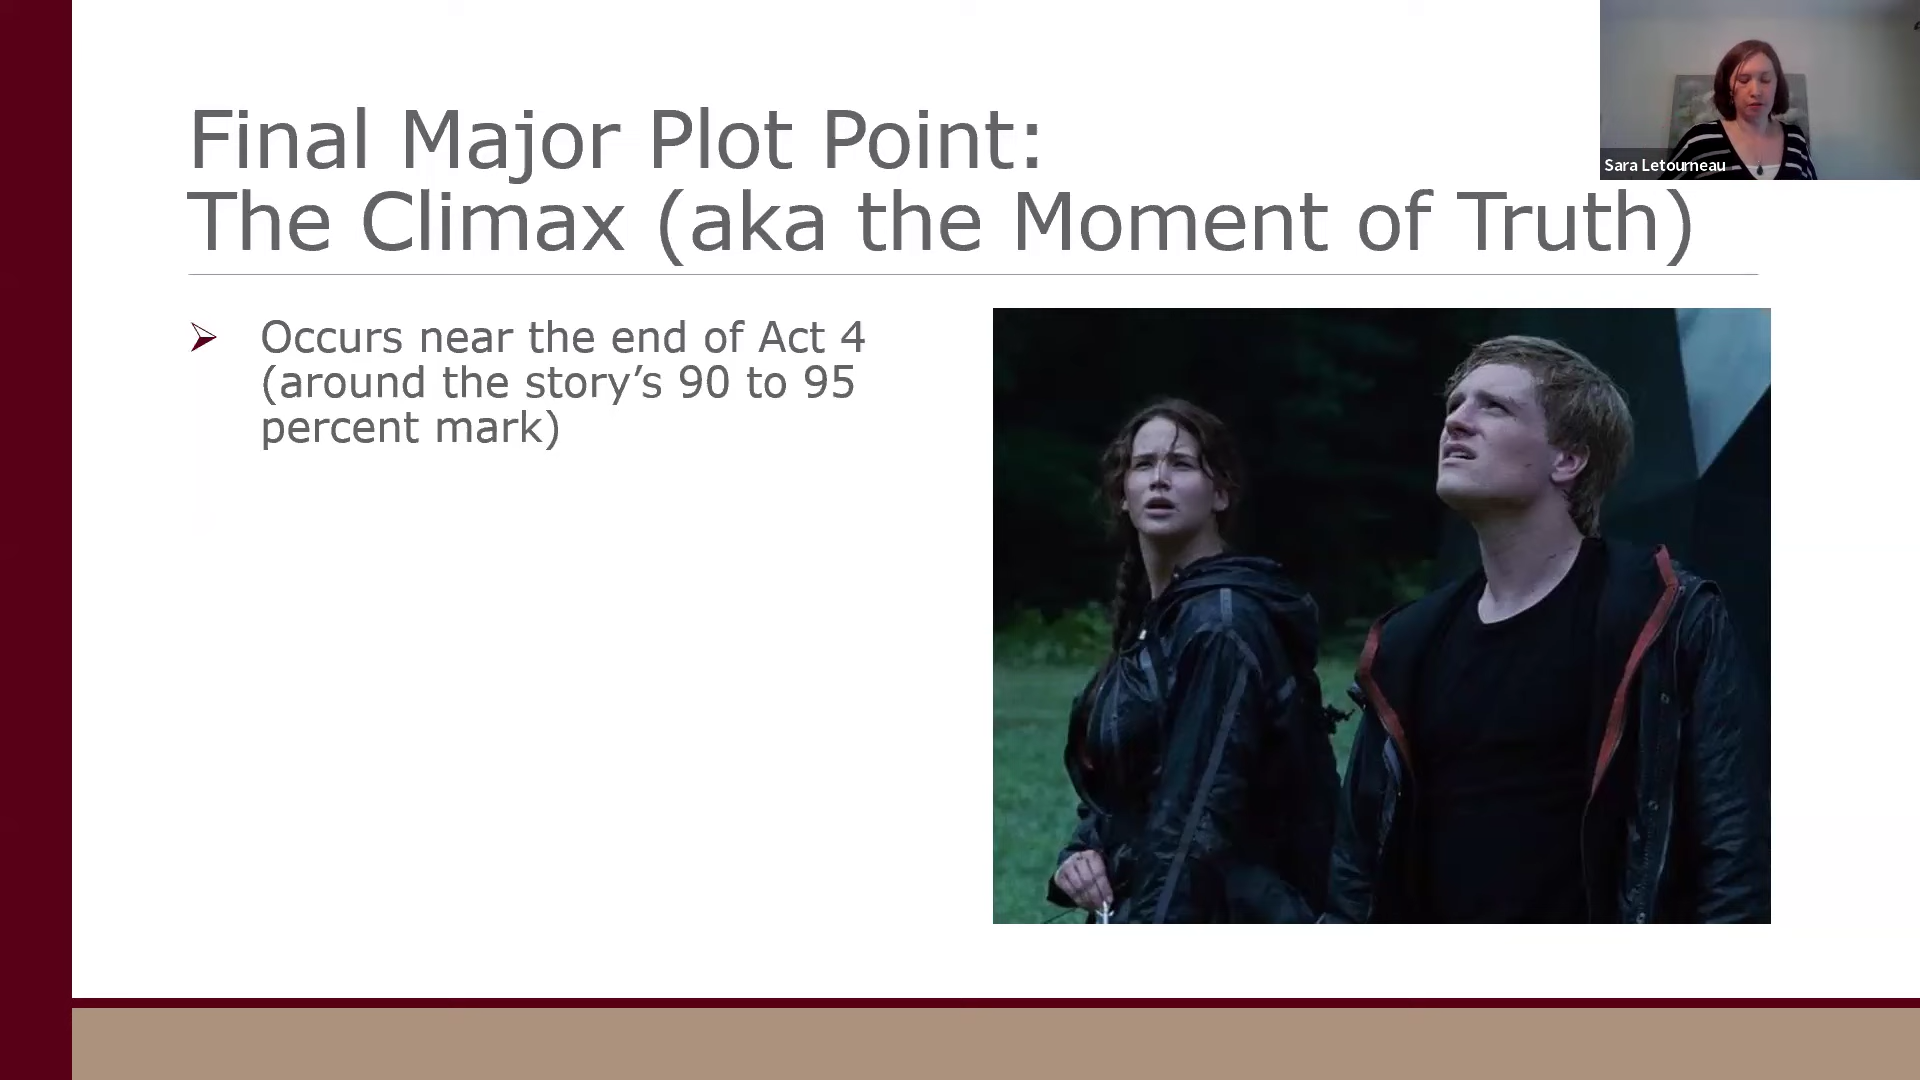 Final Major Plot Point:
The Climax (aka the Moment of Truth)
Occurs near the end of Act 4
(around the story’s 90 to 95
percent mark)
Sara Letourneau